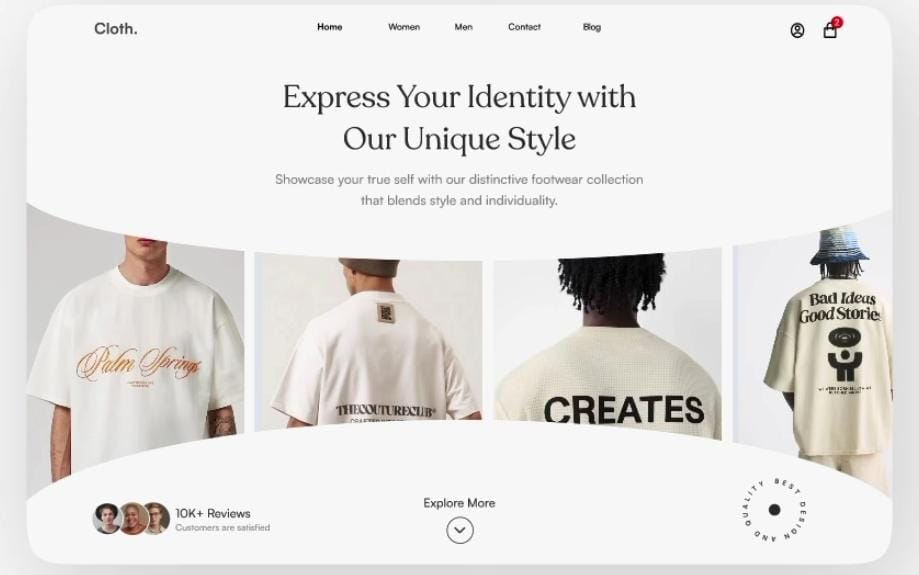 Cloth.
Home Women Men Contact Blog
2
Express Your Identity with
Our Unique Style
Showcase your true self with our distinctive footwear collection
that blends style and individuality.
Palm Springs
THECOUTURECLUB
CREATES
Bad Ideas
Good Stories
10K+ Reviews
Customers are satisfied
Explore More
BEST DESIGN AND QUALITY